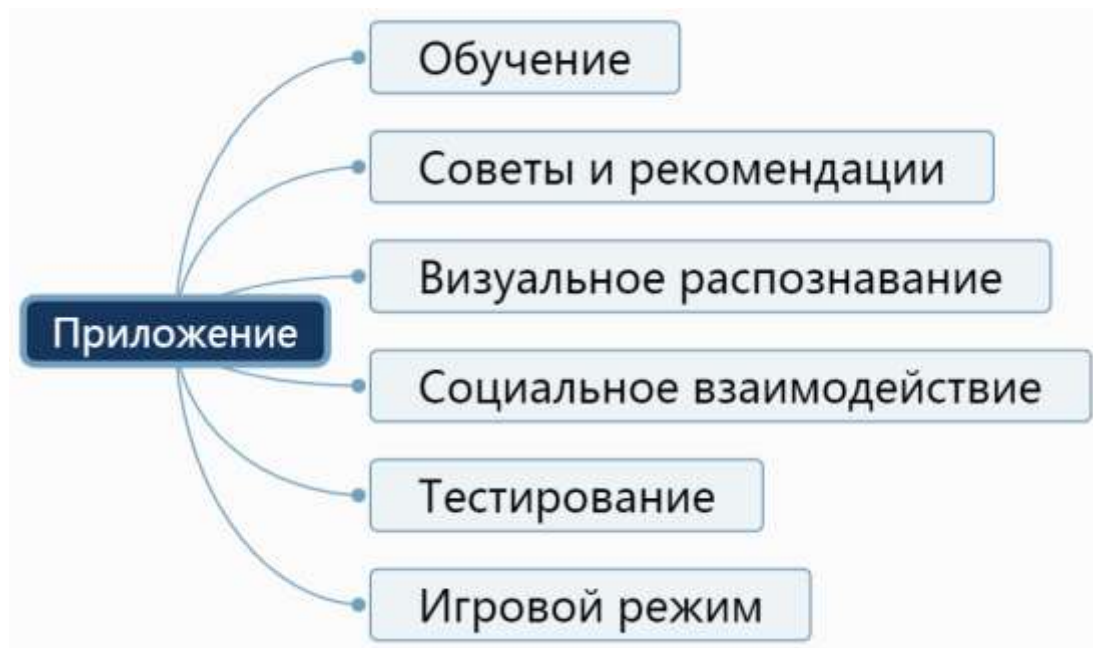 Обучение
Советы и рекомендации
Визуальное распознавание
Приложение
Социальное взаимодействие
Тестирование
Игровой режим